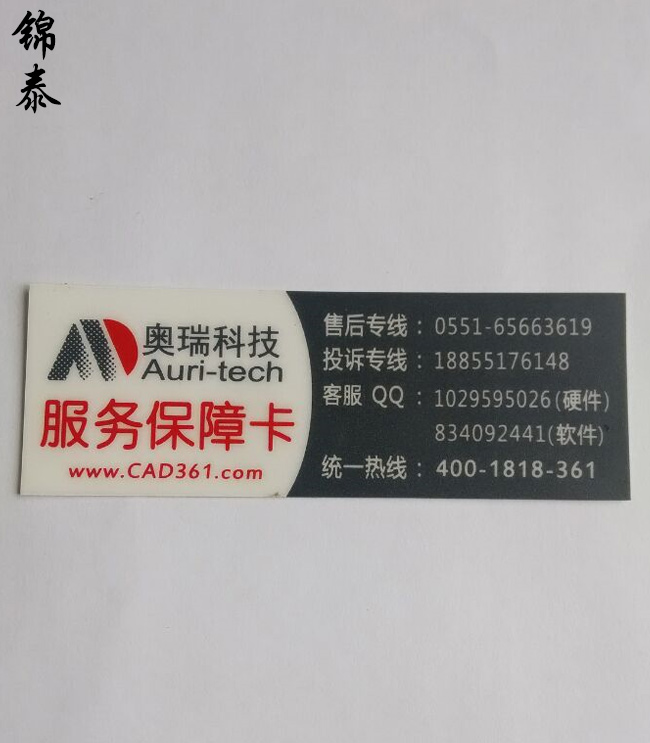 锦泰
奥瑞科技
Auri-tech
服务保障卡
www.CAD361.com
售后专线：0551-65663619
投诉专线：18855176148
客服 QQ：1029595026(硬件)
834092441(软件)
统一热线：400-1818-361